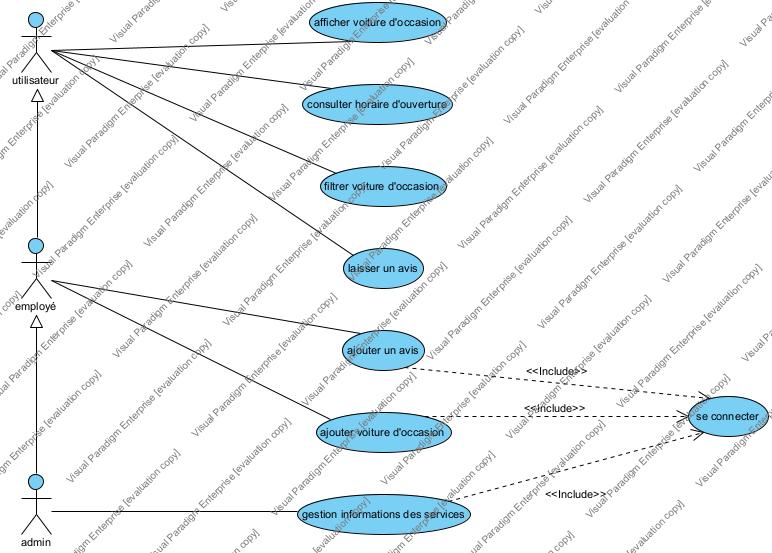 afficher voiture d'occasion
utilisateur
consulter horaire d'ouverture
filtrer voiture d'occasion
laisser un avis
employé
ajouter un avis
<<Include>>
<<Include>>
se connecter
ajouter voiture d'occasion
<<Include>>
gestion informations des services
admin
Visual Paradigm Enterprise [evaluation copy]